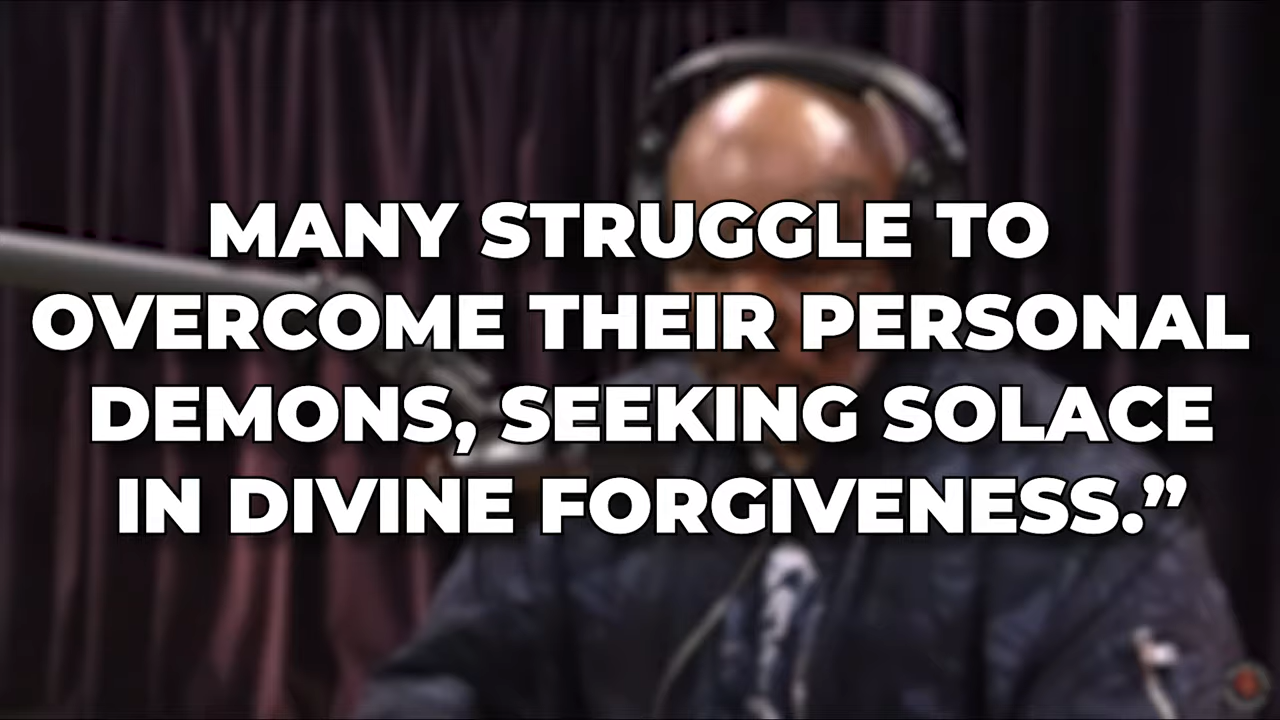 MANY STRUGGLE TO
OVERCOME THEIR PERSONAL
DEMONS, SEEKING SOLACE
IN DIVINE FORGIVENESS.”